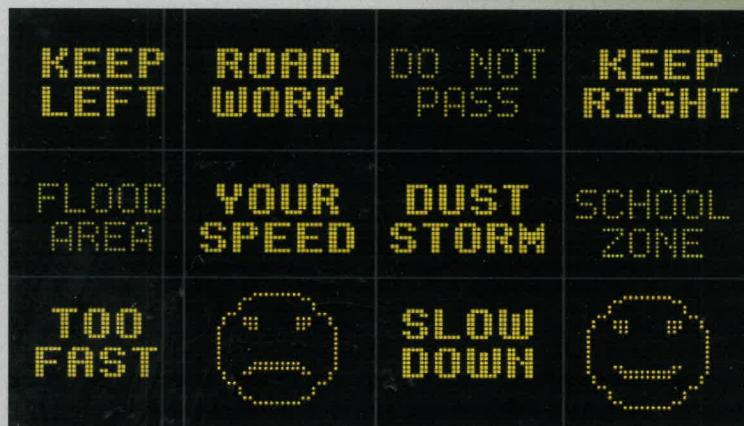 KEEP
LEFT
ROAD
WORK
DO NOT
PASS
KEEP
RIGHT
FLOOD
AREA
YOUR
SPEED
DUST
STORM
SCHOOL
ZONE
TOO
FAST
SLOW
DOWN